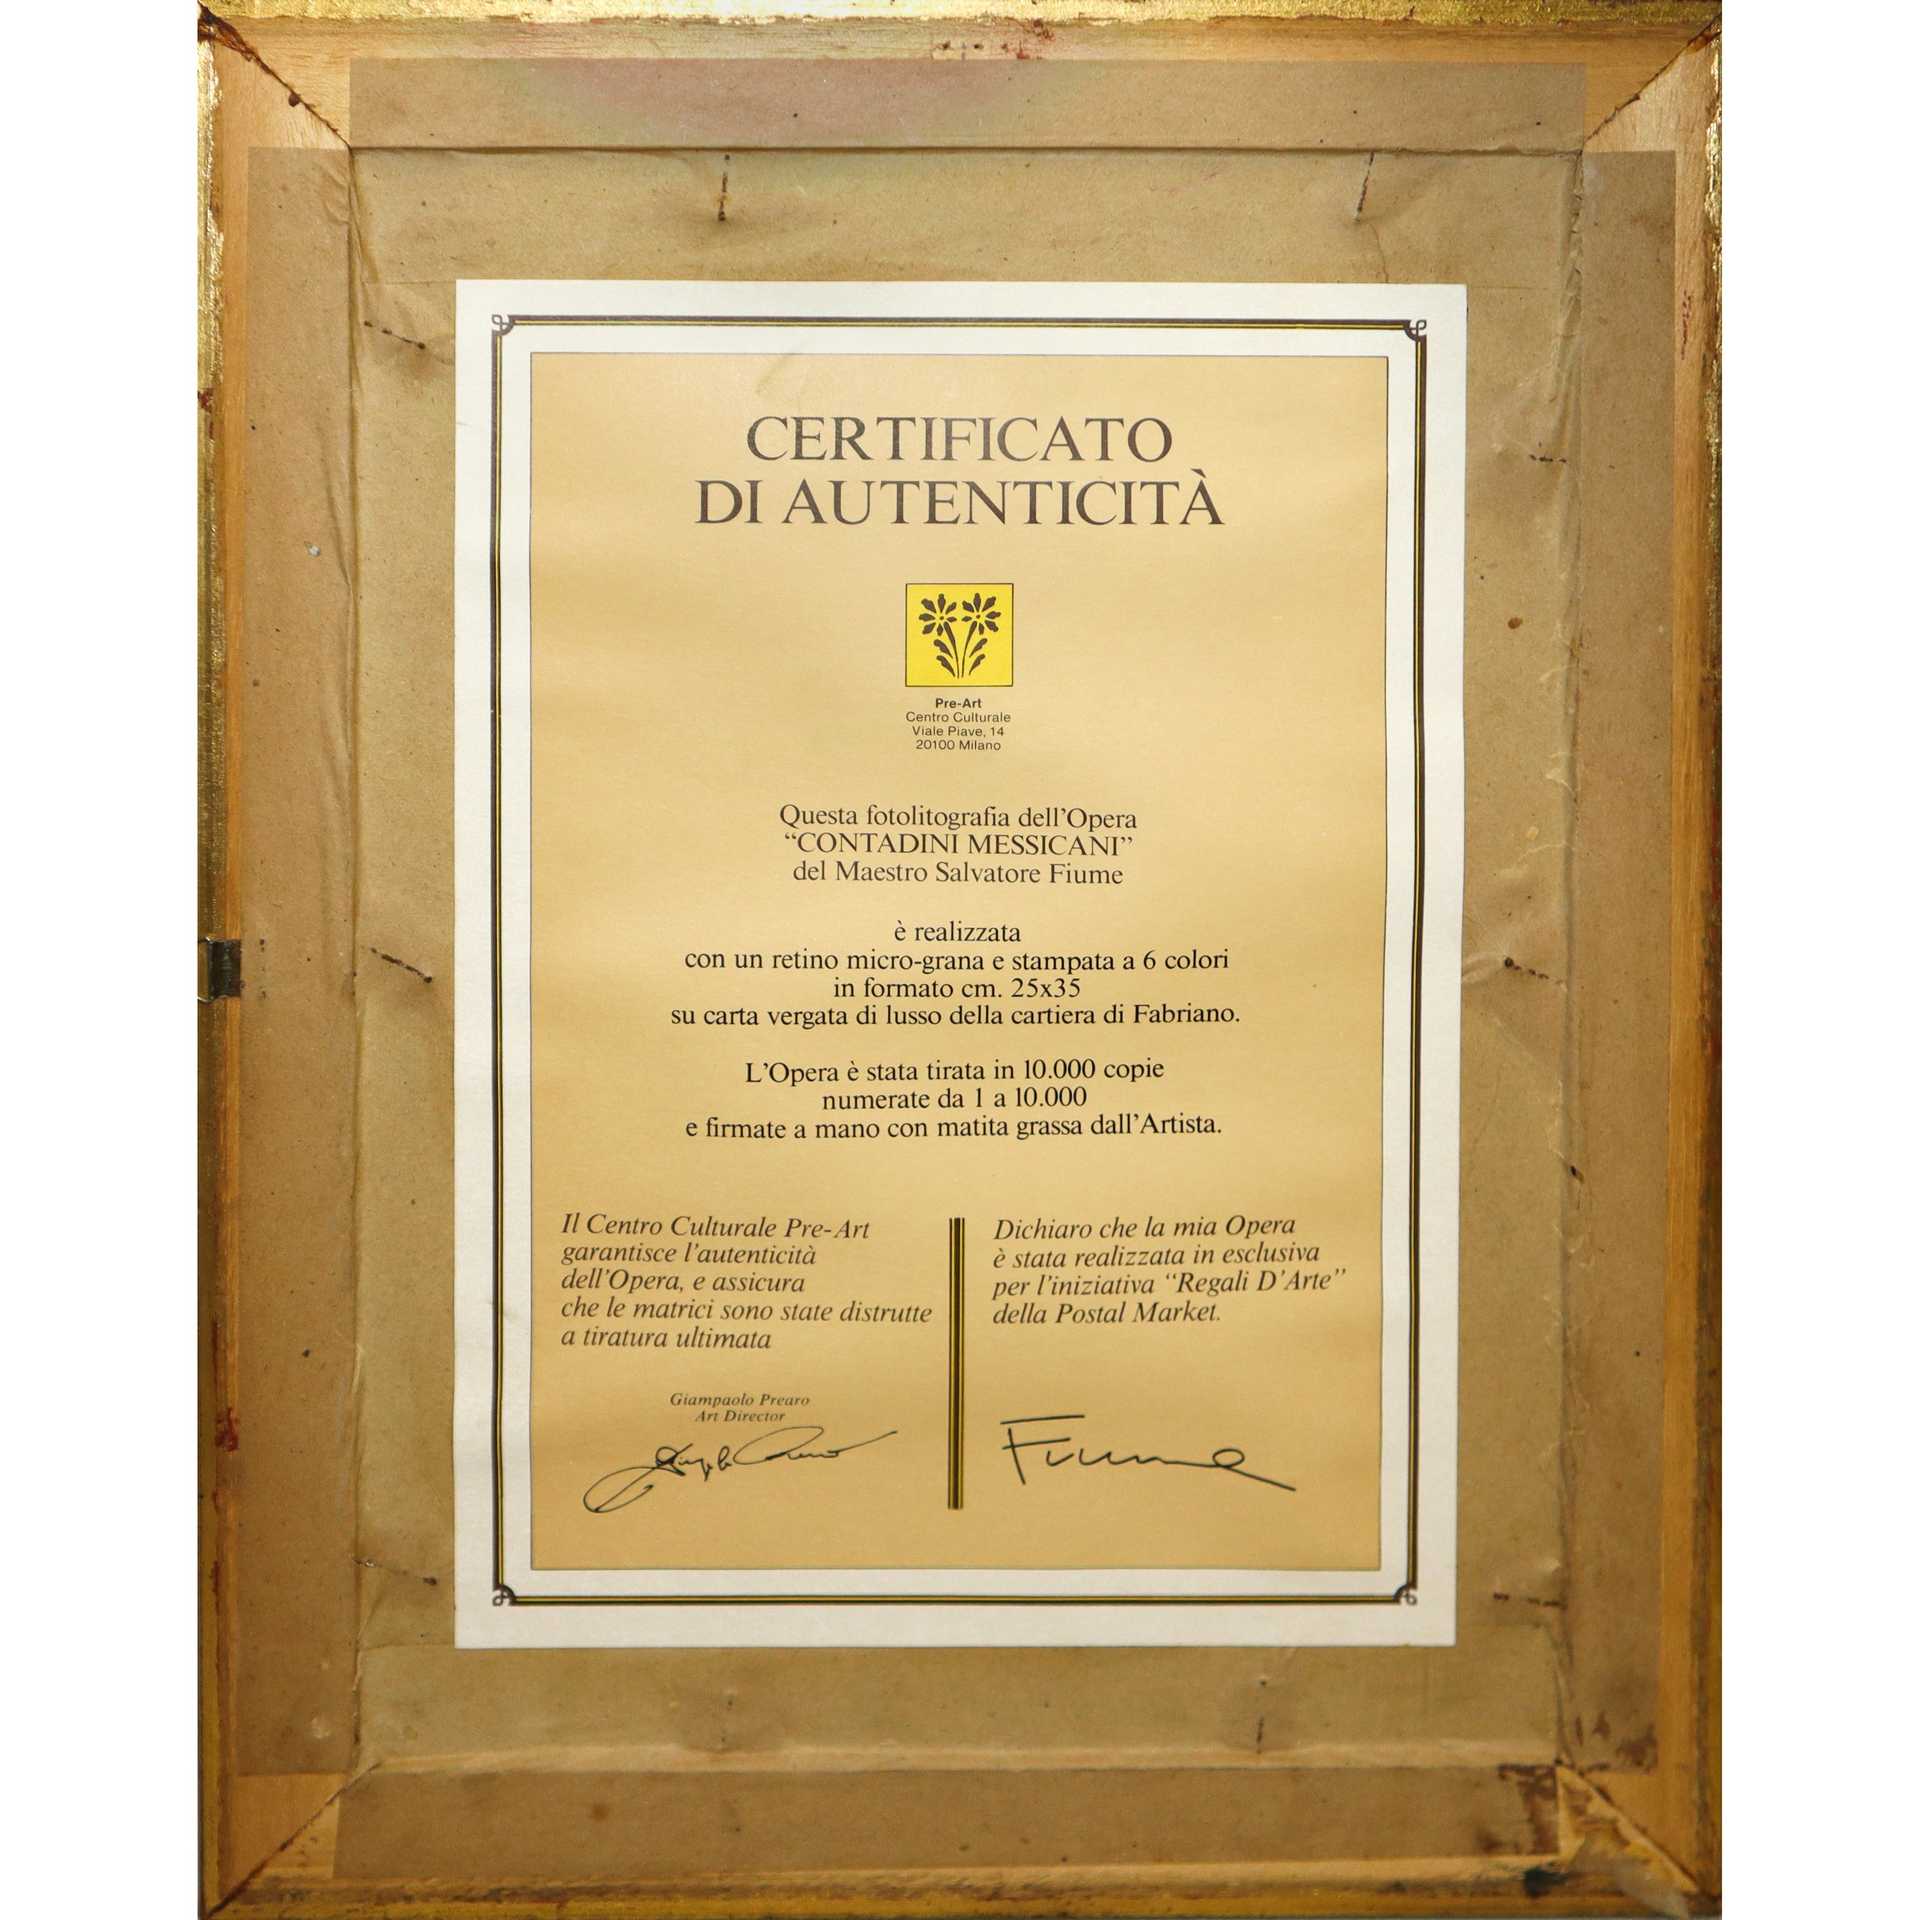 CERTIFICATO
DI AUTENTICITÀ
Pre-Art
Centro Culturale
Viale Piave, 14
20100 Milano
Questa fotolitografia dell'Opera
“CONTADINI MESSICANI”
del Maestro Salvatore Fiume
è realizzata
con un retino micro-grana e stampata a 6 colori
in formato cm. 25x35
su carta vergata di lusso della cartiera di Fabriano.
L'Opera è stata tirata in 10.000 copie
numerate da 1 a 10.000
e firmate a mano con matita grassa dall'Artista.
Il Centro Culturale Pre-Art
garantisce l'autenticità
dell'Opera, e assicura
che le matrici sono state distrutte
a tiratura ultimata
Giampaolo Prearo
Art Director
Dichiaro che la mia Opera
è stata realizzata in esclusiva
per l'iniziativa “Regali D'Arte”
della Postal Market.
Fiume